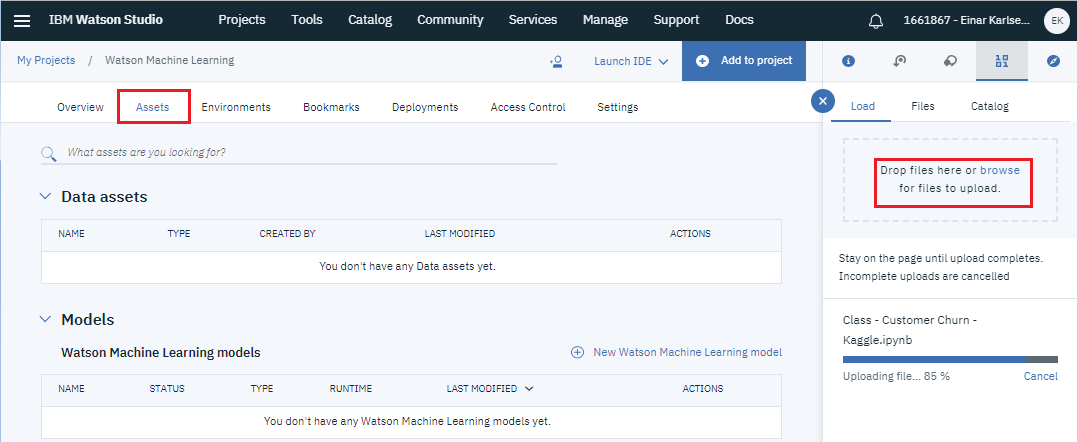 IBM Watson Studio Projects Tools Catalog Community Services Manage Support Docs 1661867 - Einar Karlse... EK
My Projects / Watson Machine Learning Launch IDE Add to project
Overview Assets Environments Bookmarks Deployments Access Control Settings
What assets are you looking for?
Data assets
NAME TYPE CREATED BY LAST MODIFIED ACTIONS
You don't have any Data assets yet.
Models
Watson Machine Learning models New Watson Machine Learning model
NAME STATUS TYPE RUNTIME LAST MODIFIED ACTIONS
You don't have any Watson Machine Learning models yet.
Load Files Catalog
Drop files here or browse
for files to upload.
Stay on the page until upload completes.
Incomplete uploads are cancelled
Class - Customer Churn -
Kaggle.ipynb
Uploading file... 85 % Cancel